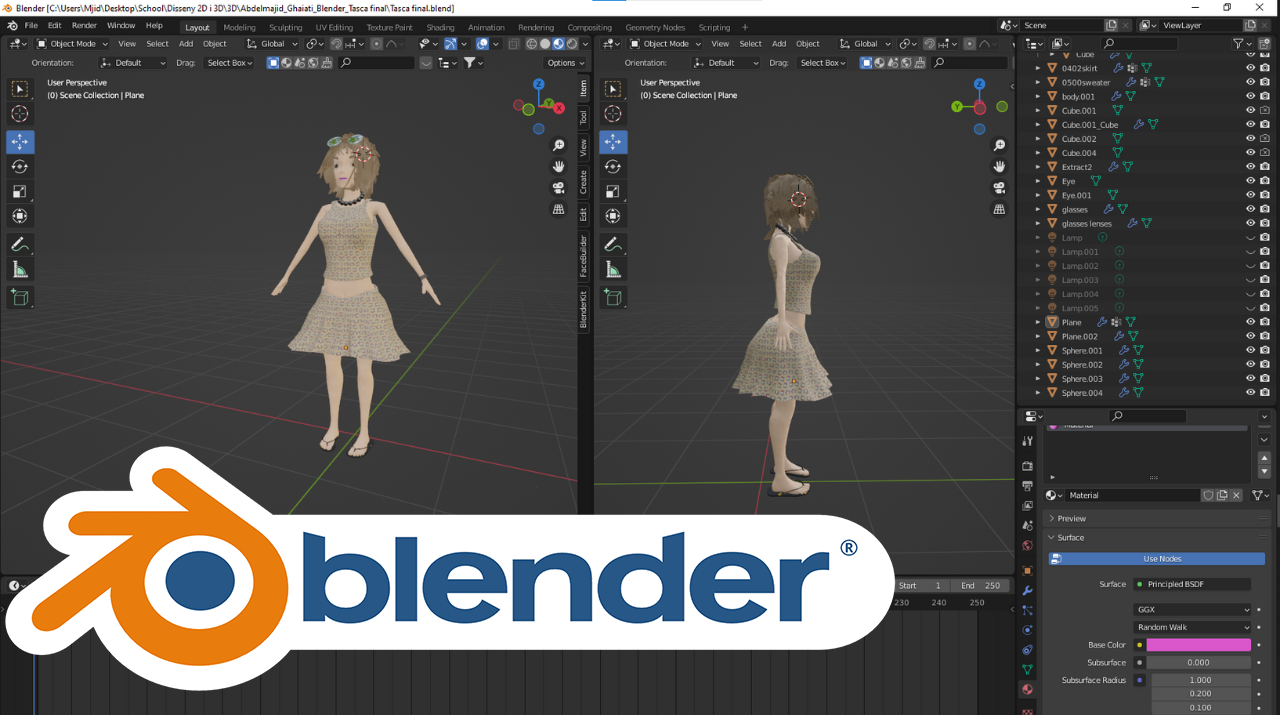 Blender [C:\Users\Mjid\Desktop\School\Disseny 2D i 3D\3D\Abdelmajid_Ghaiati_Blender_Tasca final\Tasca final.blend]
File Edit Render Window Help Layout Modeling Sculpting UV Editing Texture Paint Shading Animation Rendering Compositing Geometry Nodes Scripting + Scene ViewLayer
Object Mode View Select Add Object Global Object Mode View Select Add Object Global
Orientation: Default Drag: Select Box Options Orientation: Default Drag: Select Box
User Perspective
(0) Scene Collection | Plane
Item
Tool
View
Create
Edit
FaceBuilder
BlenderKit
Z
Y
X
User Perspective
(0) Scene Collection | Plane
Z
Y
Cube
0402skirt
0500sweater
body.001
Cube.001
Cube.001_Cube
Cube.002
Cube.004
Extract2
Eye
Eye.001
glasses
glasses lenses
Lamp
Lamp.001
Lamp.002
Lamp.003
Lamp.004
Lamp.005
Plane
Plane.002
Sphere.001
Sphere.002
Sphere.003
Sphere.004
Material
Material
Preview
Surface
Use Nodes
Surface Principled BSDF
GGX
Random Walk
Base Color
Subsurface 0.000
Subsurface Radius 1.000
0.200
0.100
Start 1 End 250
230 240 250
blender®